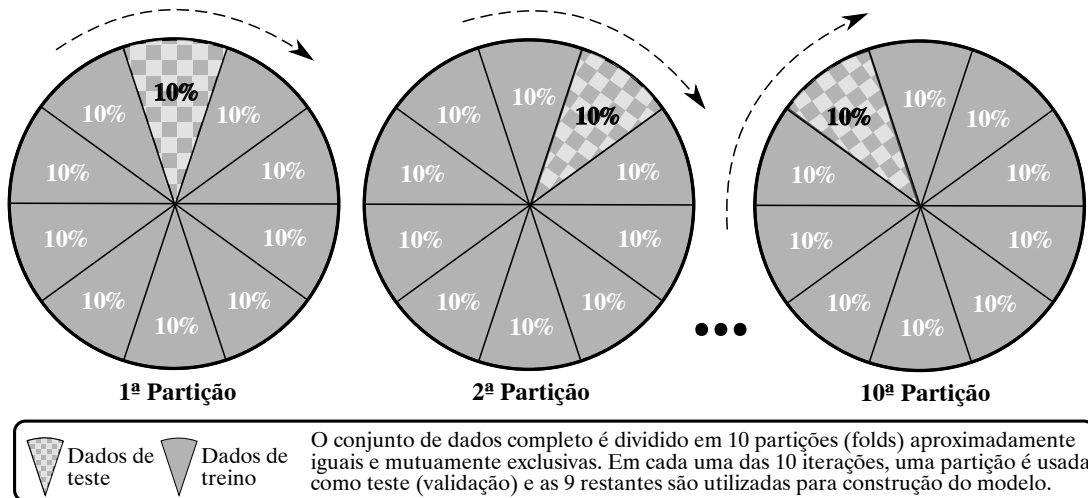 10%
10% 10%
10% 10%
10% 10%
10% 10%
10%
1ª Partição
10%
10% 10%
10% 10%
10% 10%
10% 10%
10%
2ª Partição
10%
10% 10%
10% 10%
10% 10%
10% 10%
10%
10ª Partição
Dados de
teste
Dados de
treino
O conjunto de dados completo é dividido em 10 partições (folds) aproximadamente
iguais e mutuamente exclusivas. Em cada uma das 10 iterações, uma partição é usada
como teste (validação) e as 9 restantes são utilizadas para construção do modelo.